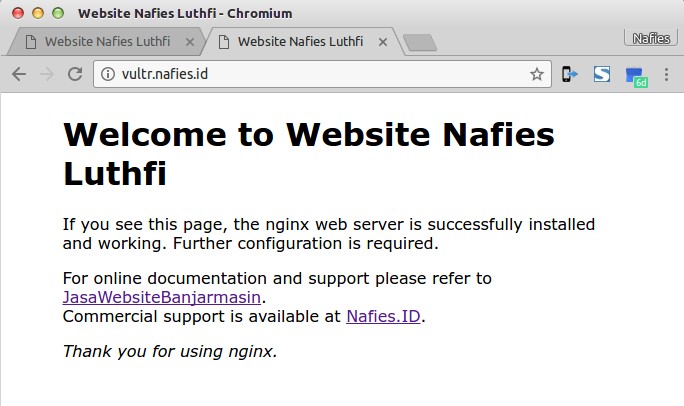 Website Nafies Luthfi - Chromium
Website Nafies Luthfi
Website Nafies Luthfi
Nafies
vultr.nafies.id
6d
Welcome to Website Nafies
Luthfi
If you see this page, the nginx web server is successfully installed
and working. Further configuration is required.
For online documentation and support please refer to
JasaWebsiteBanjarmasin.
Commercial support is available at Nafies.ID.
Thank you for using nginx.